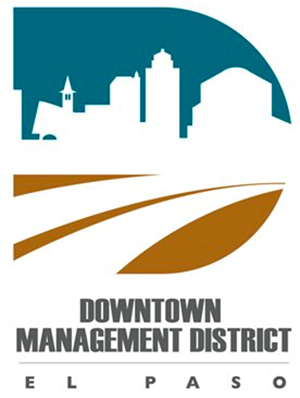 DOWNTOWN
MANAGEMENT DISTRICT
EL PASO